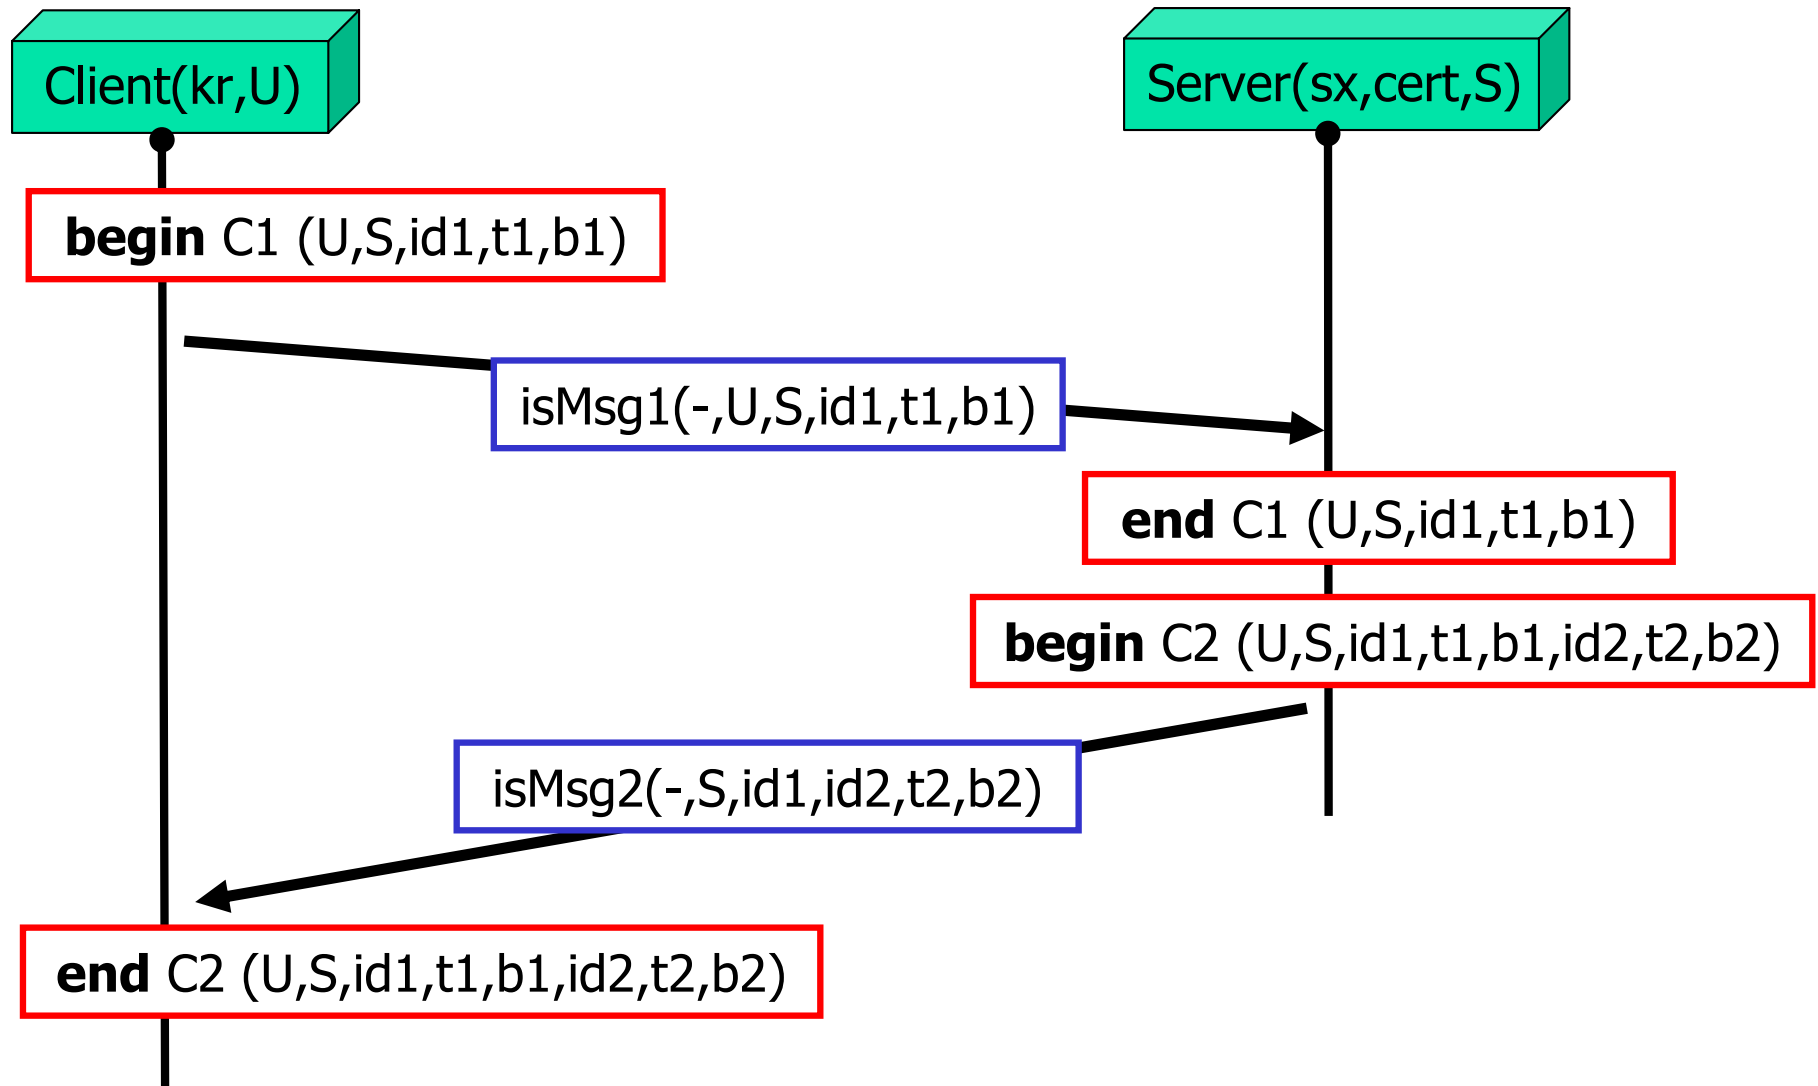 Client(kr,U)
Server(sx,cert,S)
begin C1 (U,S,id1,t1,b1)
isMsg1(-,U,S,id1,t1,b1)
end C1 (U,S,id1,t1,b1)
begin C2 (U,S,id1,t1,b1,id2,t2,b2)
isMsg2(-,S,id1,id2,t2,b2)
end C2 (U,S,id1,t1,b1,id2,t2,b2)